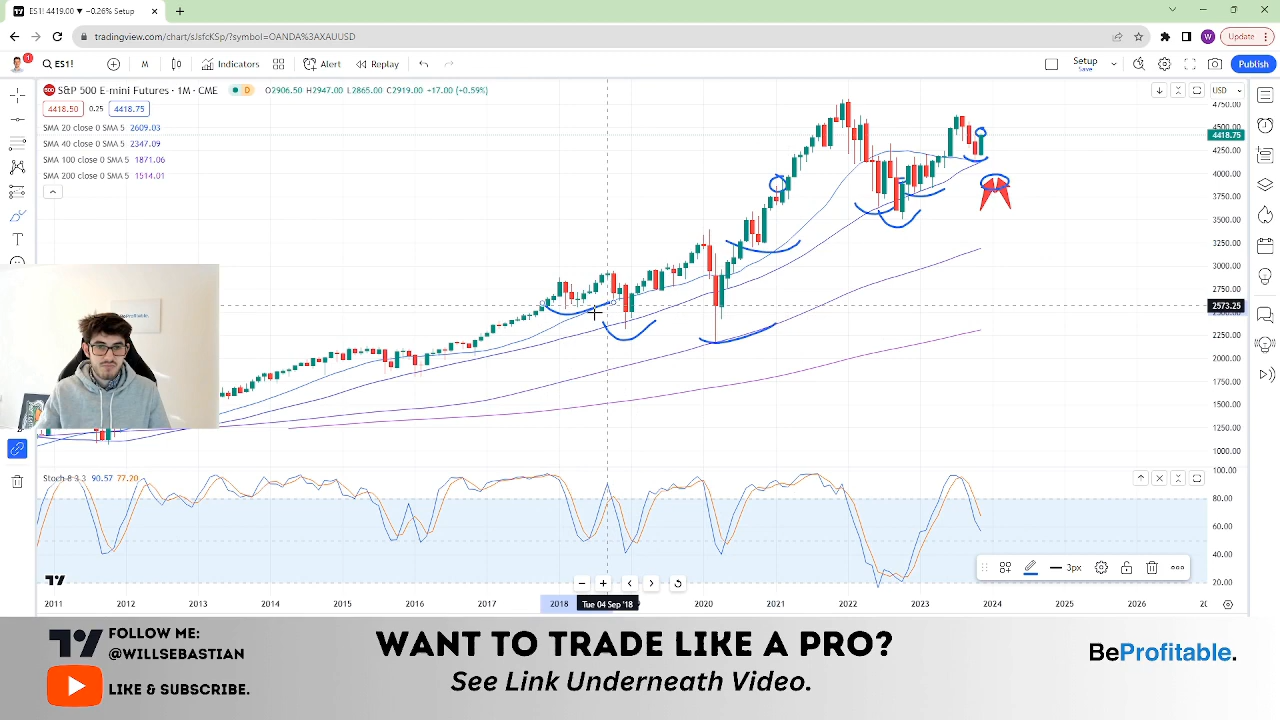 ES1! 4419.00 ▼ −0.26% Setup
tradingview.com/chart/sJsfcKSp/?symbol=OANDA%3AXAUUSD
W
Update
ES1!
M
Indicators
Alert
Replay
Setup
Save
Publish
S&P 500 E-mini Futures · 1M · CME
D
O2906.50 H2947.00 L2865.00 C2919.00 +17.00 (+0.59%)
USD
4418.50
0.25
4418.75
SMA 20 close 0 SMA 5 2609.03
SMA 40 close 0 SMA 5 2347.09
SMA 100 close 0 SMA 5 1871.06
SMA 200 close 0 SMA 5 1514.01
4750.00
4500.00
4418.75
4250.00
4000.00
3750.00
3500.00
3250.00
3000.00
2750.00
2573.25
2250.00
2000.00
1750.00
1500.00
1250.00
1000.00
BeProfitable.
Stoch 8 3 3 90.57 77.20
100.00
80.00
60.00
40.00
20.00
3px
2011 2012 2013 2014 2015 2016 2017 2018 Tue 04 Sep '18 2020 2021 2022 2023 2024 2025 2026
FOLLOW ME:
@WILLSEBASTIAN
LIKE & SUBSCRIBE.
WANT TO TRADE LIKE A PRO?
See Link Underneath Video.
BeProfitable.